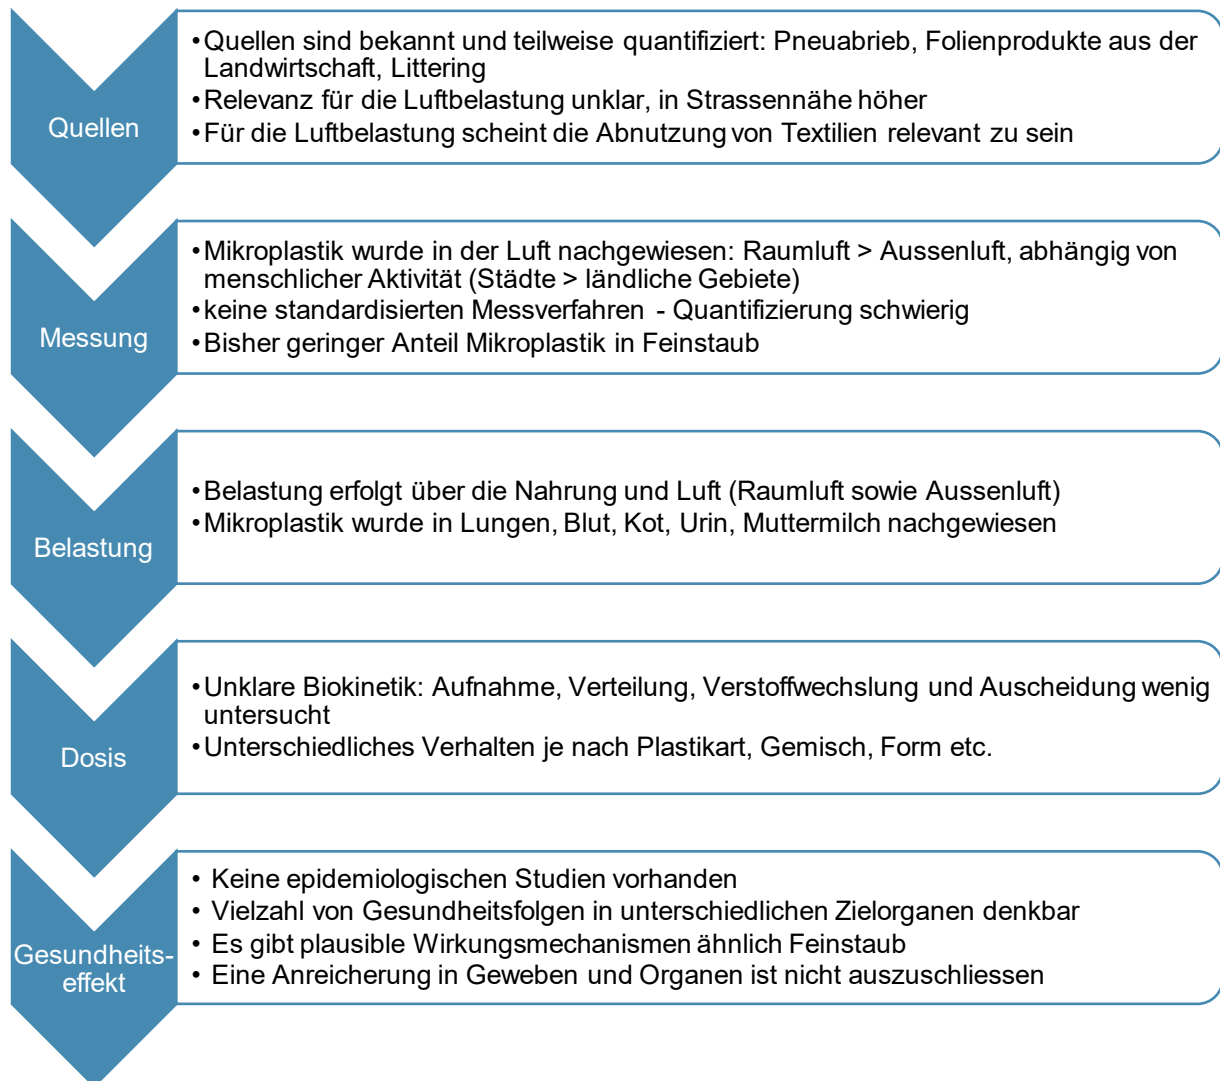 Quellen
•Quellen sind bekannt und teilweise quantifiziert: Pneuabrieb, Folienprodukte aus der
Landwirtschaft, Littering
•Relevanz für die Luftbelastung unklar, in Strassennähe höher
•Für die Luftbelastung scheint die Abnutzung von Textilien relevant zu sein
Messung
•Mikroplastik wurde in der Luft nachgewiesen: Raumluft > Aussenluft, abhängig von
menschlicher Aktivität (Städte > ländliche Gebiete)
•keine standardisierten Messverfahren - Quantifizierung schwierig
•Bisher geringer Anteil Mikroplastik in Feinstaub
Belastung
•Belastung erfolgt über die Nahrung und Luft (Raumluft sowie Aussenluft)
•Mikroplastik wurde in Lungen, Blut, Kot, Urin, Muttermilch nachgewiesen
Dosis
•Unklare Biokinetik: Aufnahme, Verteilung, Verstoffwechslung und Auscheidung wenig
untersucht
•Unterschiedliches Verhalten je nach Plastikart, Gemisch, Form etc.
Gesundheits-
effekt
• Keine epidemiologischen Studien vorhanden
• Vielzahl von Gesundheitsfolgen in unterschiedlichen Zielorganen denkbar
• Es gibt plausible Wirkungsmechanismen ähnlich Feinstaub
• Eine Anreicherung in Geweben und Organen ist nicht auszuschliessen